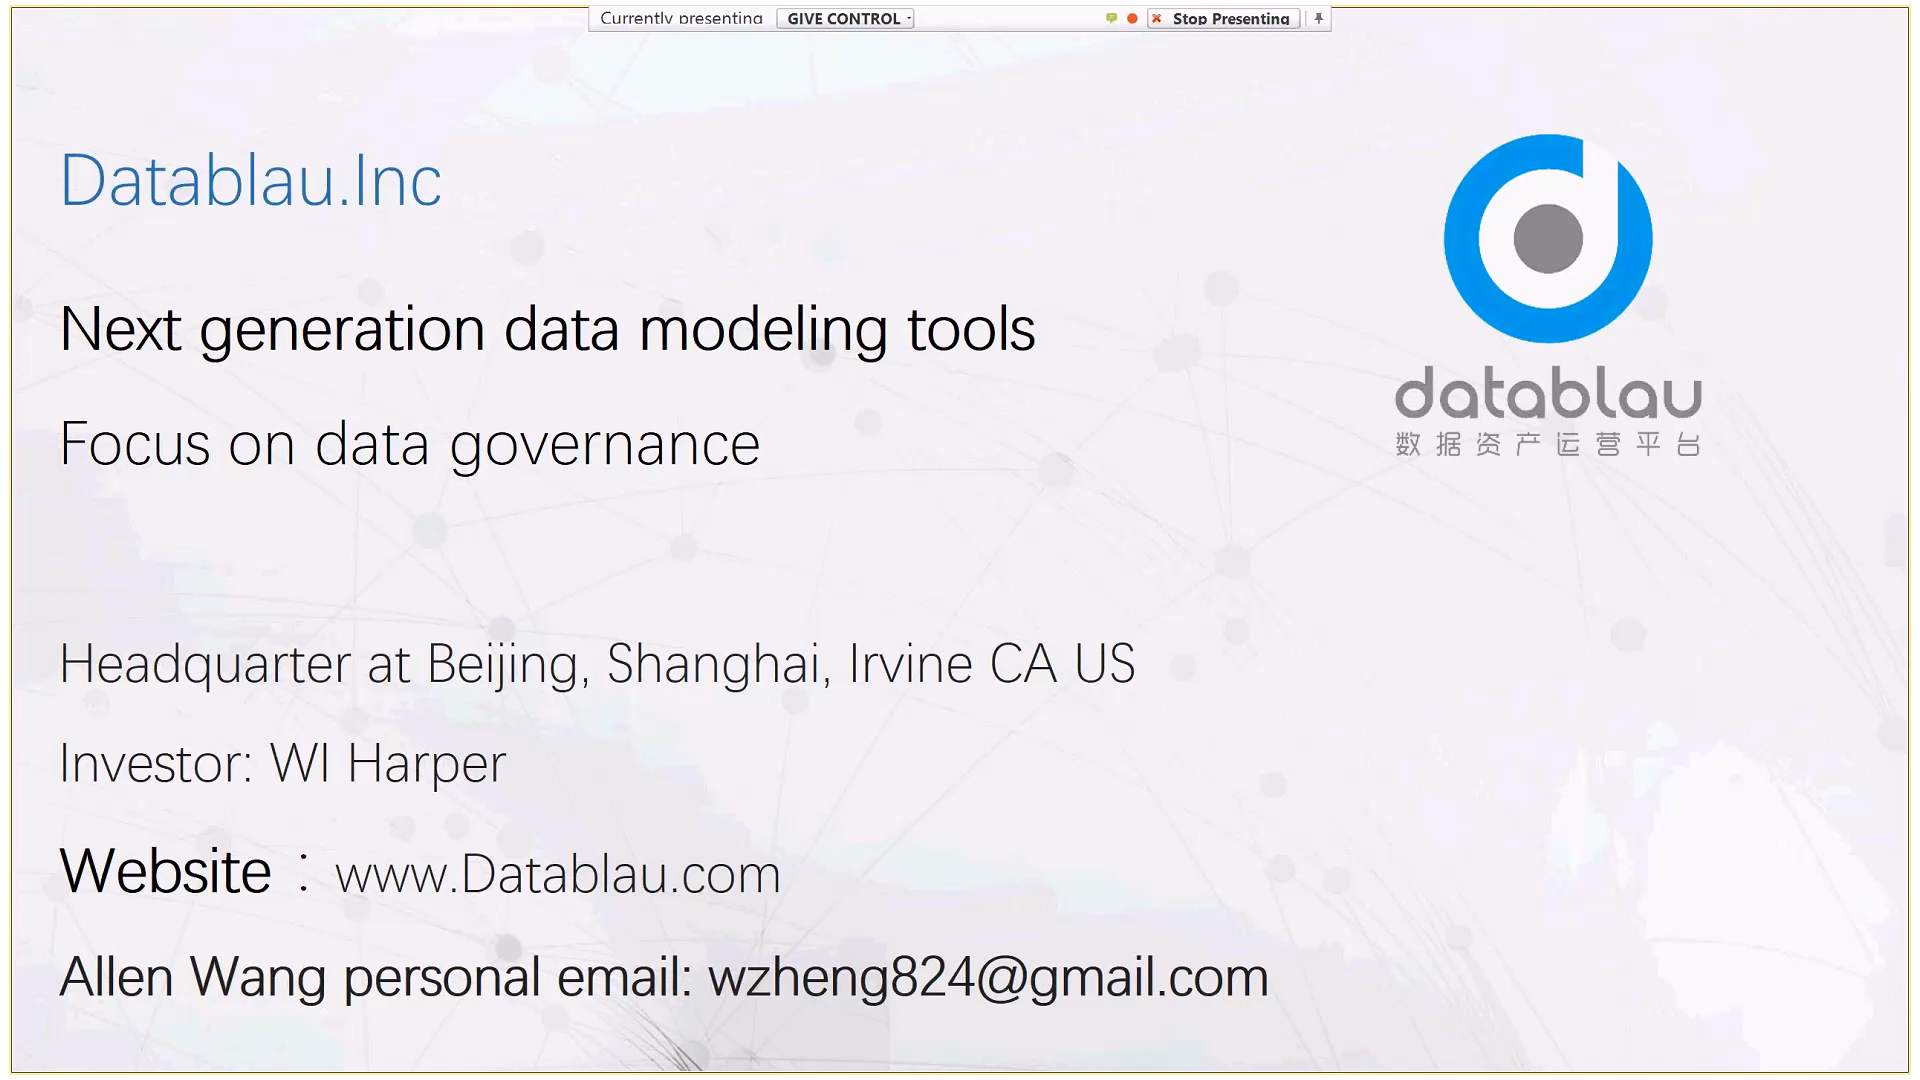 Currently presenting GIVE CONTROL Stop Presenting
Datablau.Inc
Next generation data modeling tools
Focus on data governance
datablau
数据资产运营平台
Headquarter at Beijing, Shanghai, Irvine CA US
Investor: WI Harper
Website：www.Datablau.com
Allen Wang personal email: wzheng824@gmail.com